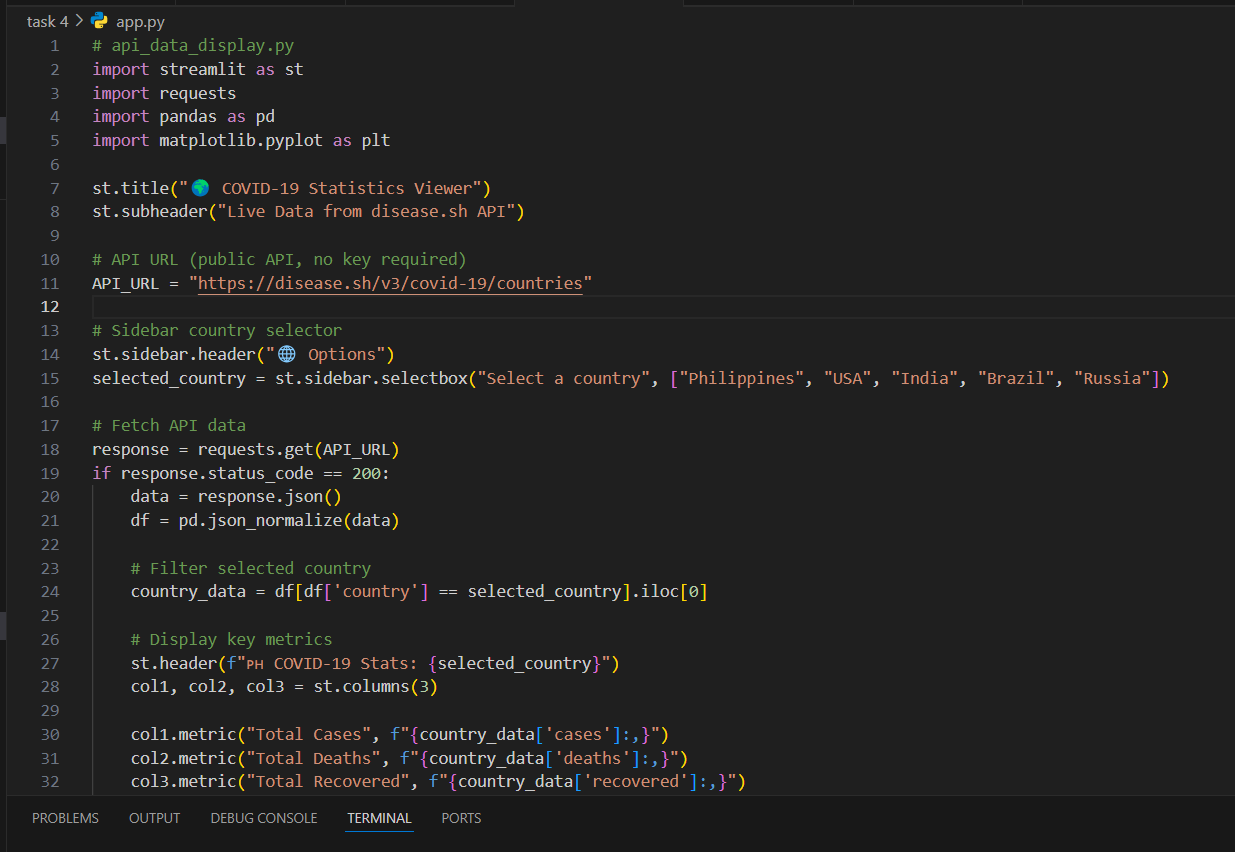 task 4 > app.py
1 # api_data_display.py
2 import streamlit as st
3 import requests
4 import pandas as pd
5 import matplotlib.pyplot as plt
6
7 st.title("🌍 COVID-19 Statistics Viewer")
8 st.subheader("Live Data from disease.sh API")
9
10 # API URL (public API, no key required)
11 API_URL = "https://disease.sh/v3/covid-19/countries"
12
13 # Sidebar country selector
14 st.sidebar.header("🌐 Options")
15 selected_country = st.sidebar.selectbox("Select a country", ["Philippines", "USA", "India", "Brazil", "Russia"])
16
17 # Fetch API data
18 response = requests.get(API_URL)
19 if response.status_code == 200:
20     data = response.json()
21     df = pd.json_normalize(data)
22
23     # Filter selected country
24     country_data = df[df['country'] == selected_country].iloc[0]
25
26     # Display key metrics
27     st.header(f"🇵🇭 COVID-19 Stats: {selected_country}")
28     col1, col2, col3 = st.columns(3)
29
30     col1.metric("Total Cases", f"{country_data['cases']:,}")
31     col2.metric("Total Deaths", f"{country_data['deaths']:,}")
32     col3.metric("Total Recovered", f"{country_data['recovered']:,}")
PROBLEMS OUTPUT DEBUG CONSOLE TERMINAL PORTS